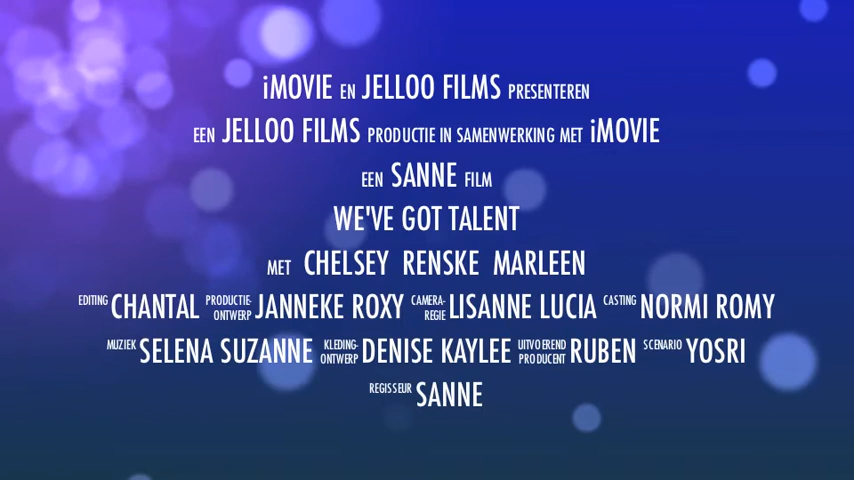 iMOVIE EN JELLOO FILMS PRESENTEREN
EEN JELLOO FILMS PRODUCTIE IN SAMENWERKING MET iMOVIE
EEN SANNE FILM
WE'VE GOT TALENT
MET CHELSEY RENSKE MARLEEN
EDITING CHANTAL PRODUCTIE-ONTWERP JANNEKE ROXY CAMERA-REGIE LISANNE LUCIA CASTING NORMI ROMY
MUZIEK SELENA SUZANNE KLEDING-ONTWERP DENISE KAYLEE UITVOEREND PRODUCENT RUBEN SCENARIO YOSRI
REGISSEUR SANNE